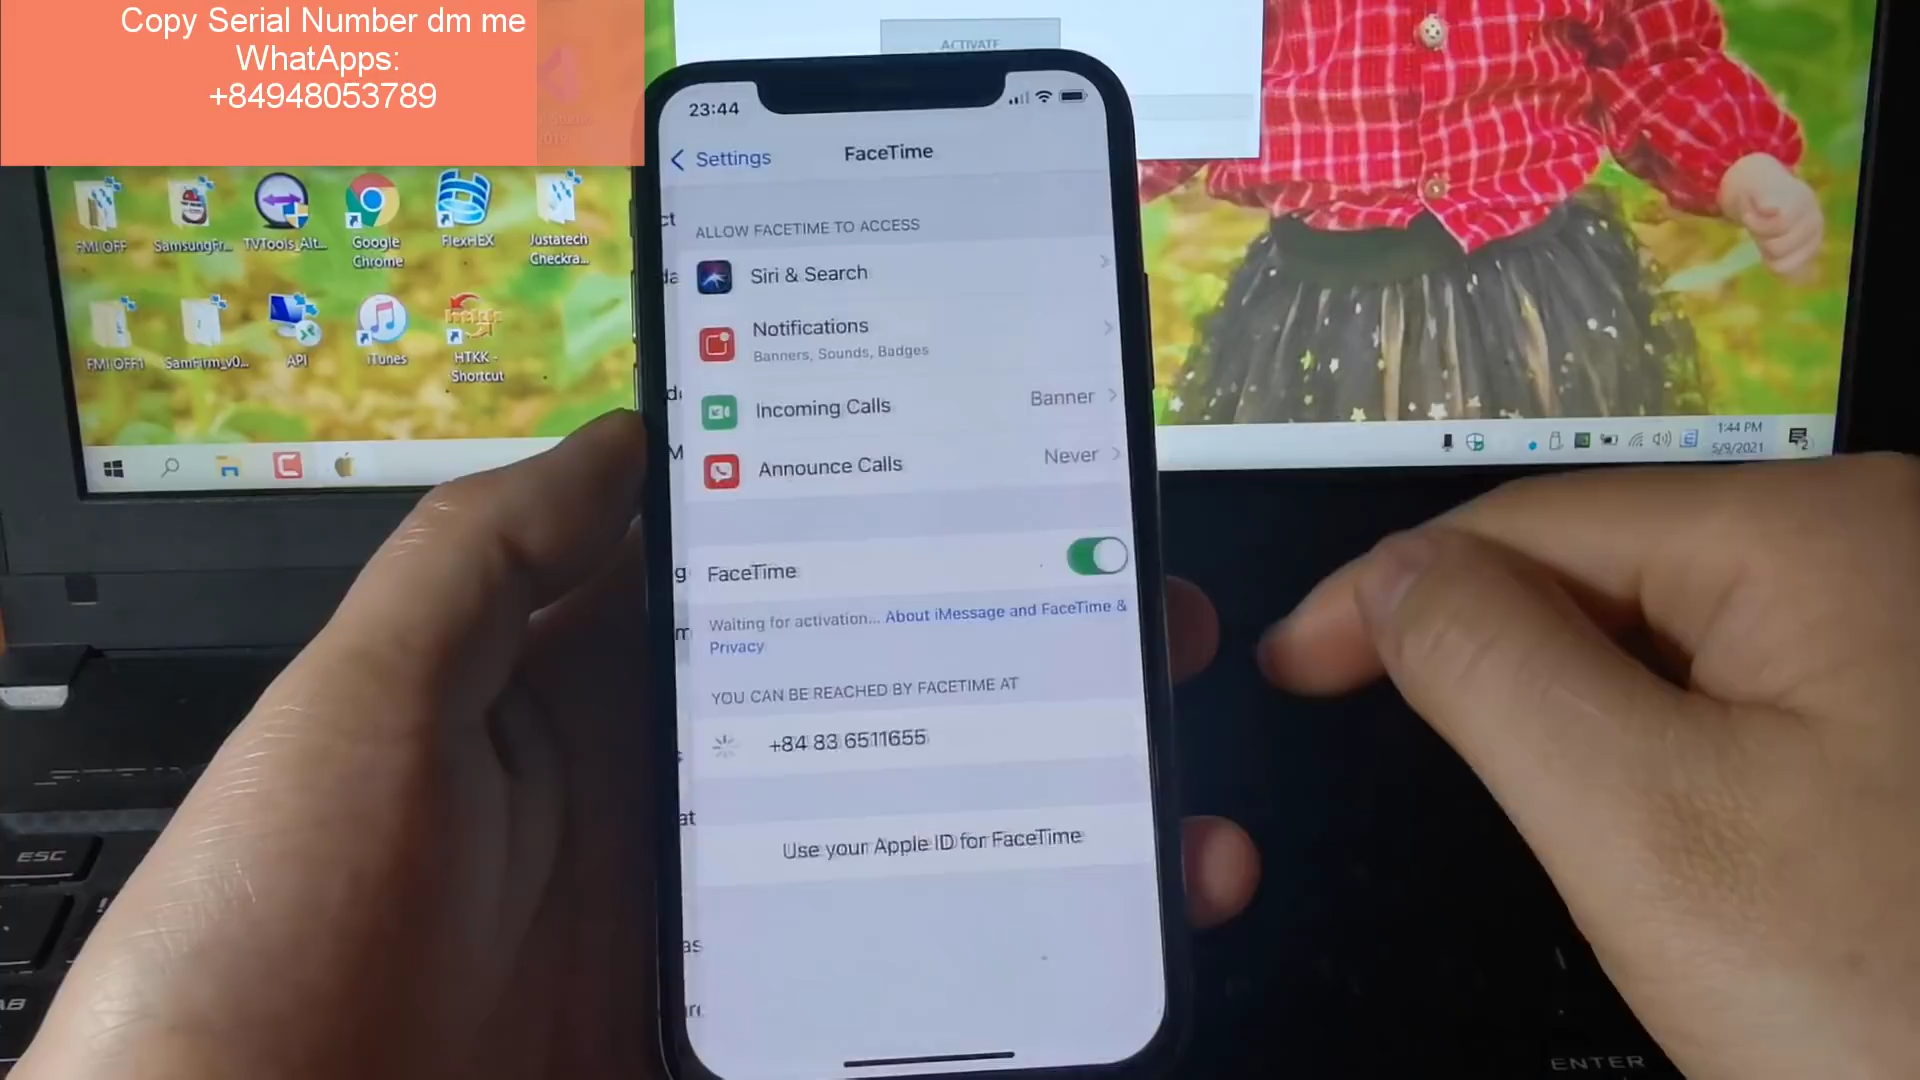 Copy Serial Number dm me
WhatApps:
+84948053789
ACTIVATE
23:44
Settings
FaceTime
ALLOW FACETIME TO ACCESS
Siri & Search
Notifications
Banners, Sounds, Badges
Incoming Calls
Banner
Announce Calls
Never
FaceTime
Waiting for activation... About iMessage and FaceTime &
Privacy
YOU CAN BE REACHED BY FACETIME AT
+84 83 6511655
Use your Apple ID for FaceTime
FMI OFF
SamsungFr...
TVTools_Alt...
Google
Chrome
FlexHEX
Justatech
Checkra...
FMI OFF1
SamFirm_v0...
API
iTunes
HTKK -
Shortcut
1:44 PM
5/9/2021
ESC
ENTER